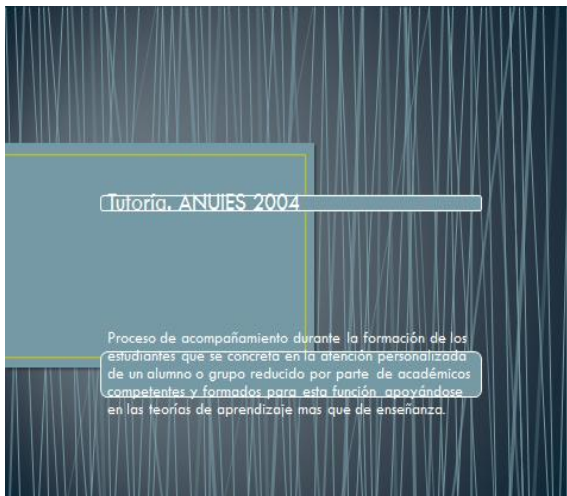 Tutoría. ANUIES 2004
Proceso de acompañamiento durante la formación de los
estudiantes que se concreta en la atención personalizada
de un alumno o grupo reducido por parte de académicos
competentes y formados para esta función apoyándose
en las teorías de aprendizaje mas que de enseñanza.